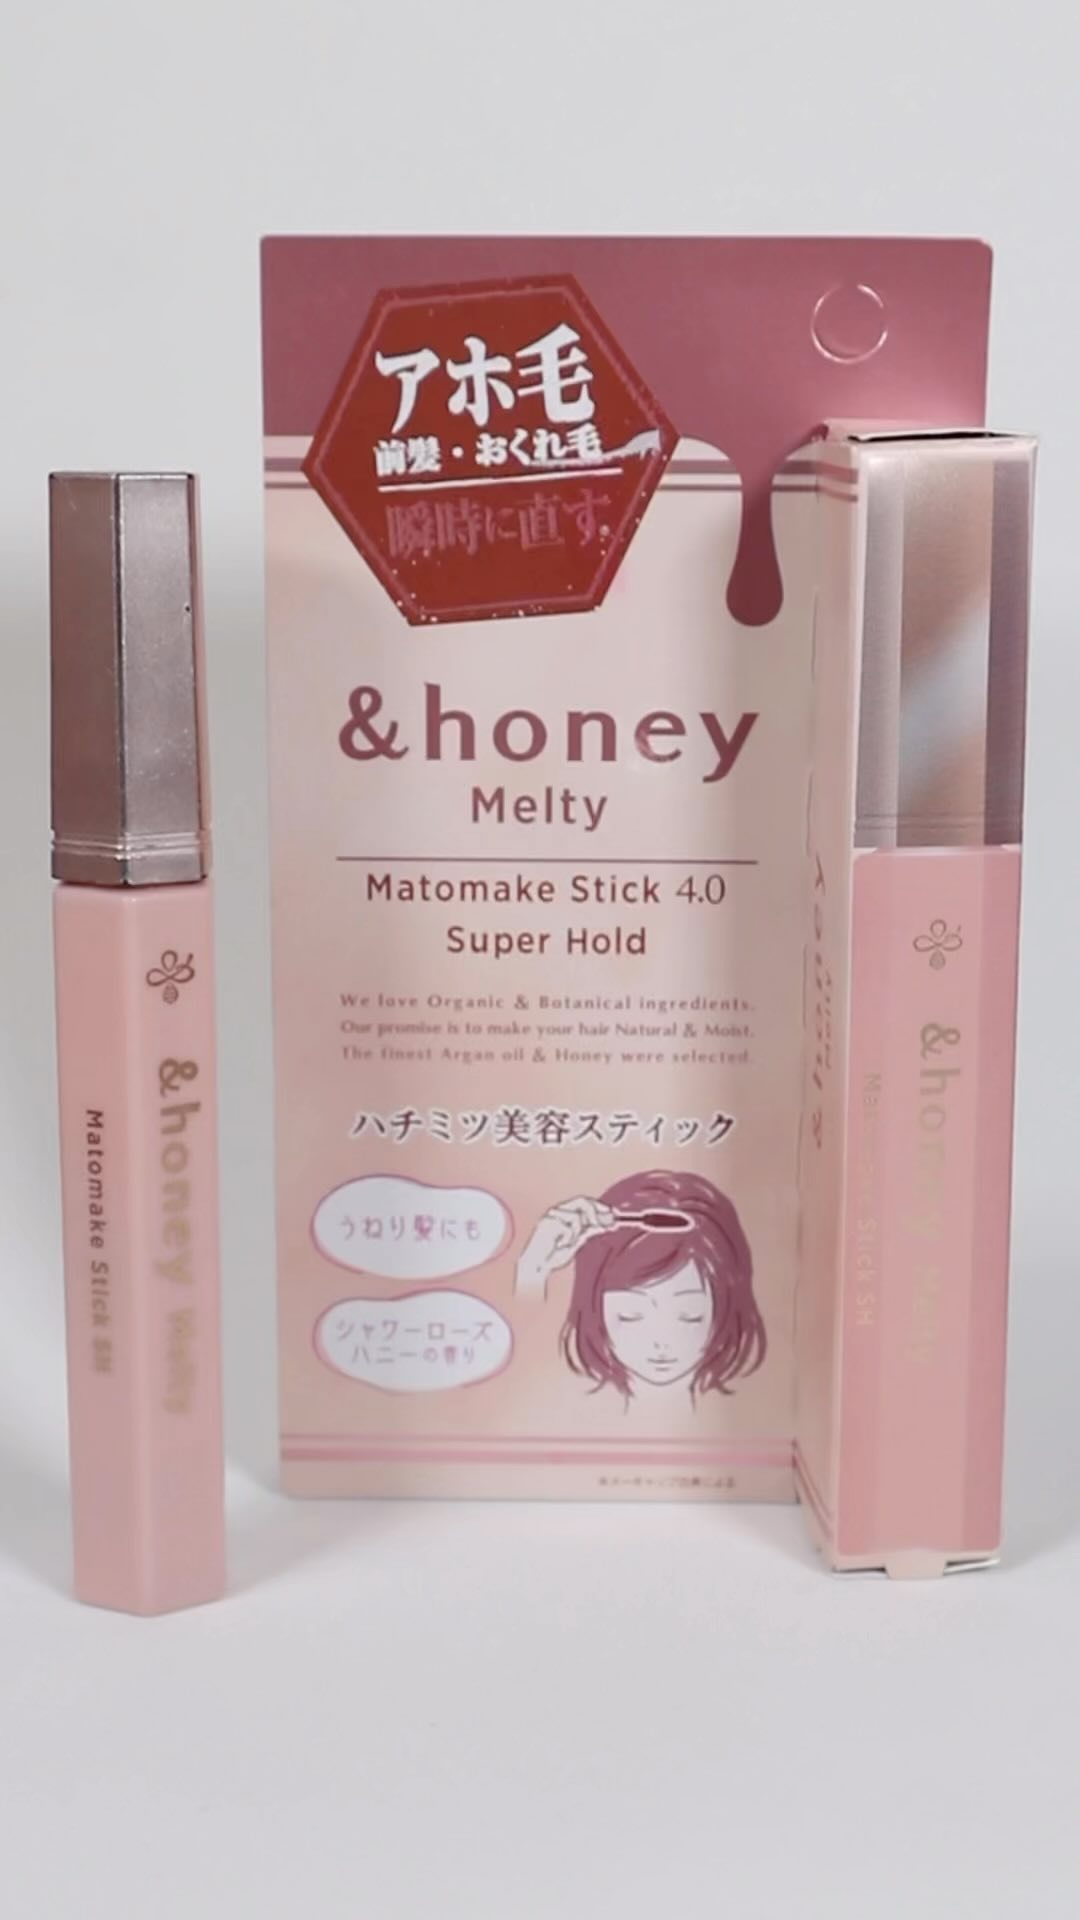 アホ毛
前髪・おくれ毛
瞬時に直す。
&honey
Melty
Matomake Stick 4.0
Super Hold
We love Organic & Botanical ingredients.
Our promise is to make your hair Natural & Moist.
The finest Argan oil & Honey were selected.
ハチミツ美容スティック
うねり髪にも
シャワーローズ
ハニーの香り
&honey Melty
Matomake Stick SH
&honey Melty
Stick SH